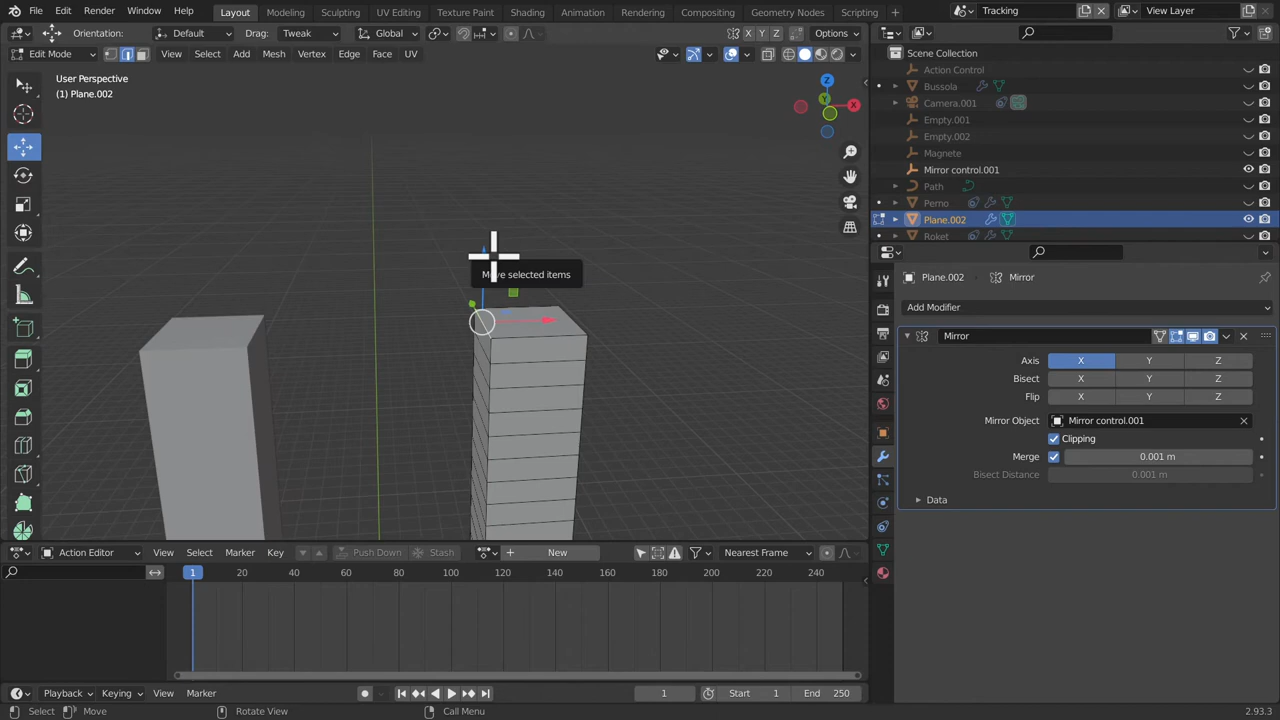 File Edit Render Window Help Layout Modeling Sculpting UV Editing Texture Paint Shading Animation Rendering Compositing Geometry Nodes Scripting + Tracking View Layer
Orientation: Default Drag: Tweak Global X Y Z Options
Edit Mode View Select Add Mesh Vertex Edge Face UV
User Perspective
(1) Plane.002
Z
Y
X
Move selected items
Scene Collection
Action Control
Bussola
Camera.001
Empty.001
Empty.002
Magnete
Mirror control.001
Path
Perno
Plane.002
Roket
Plane.002 Mirror
Add Modifier
Mirror
Axis X Y Z
Bisect X Y Z
Flip X Y Z
Mirror Object Mirror control.001
Clipping
Merge 0.001 m
Bisect Distance 0.001 m
Data
Action Editor View Select Marker Key Push Down Stash New Nearest Frame
1 20 40 60 80 100 120 140 160 180 200 220 240
Playback Keying View Marker 1 Start 1 End 250
Select Move Rotate View Call Menu 2.93.3